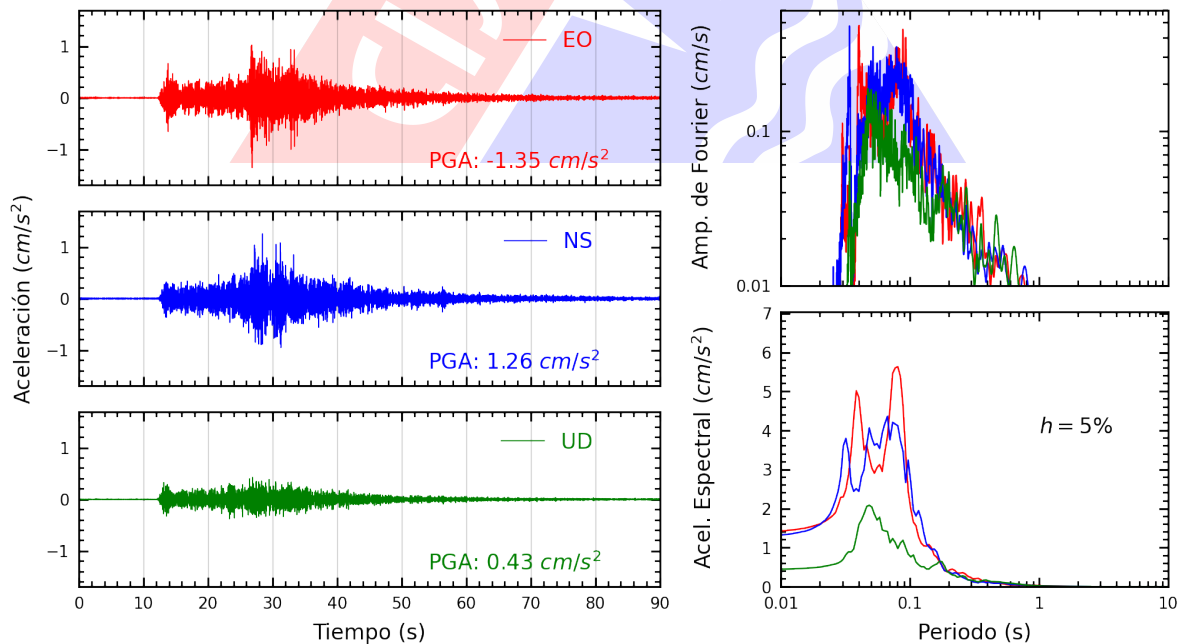 Aceleración (cm/s²)
1
0
−1
EO
PGA: -1.35 cm/s²
1
0
−1
NS
PGA: 1.26 cm/s²
1
0
−1
UD
PGA: 0.43 cm/s²
0 10 20 30 40 50 60 70 80 90
Tiempo (s)
Amp. de Fourier (cm/s)
0.1
0.01
Acel. Espectral (cm/s²)
7
6
5
4
3
2
1
0
h = 5%
0.01 0.1 1 10
Periodo (s)